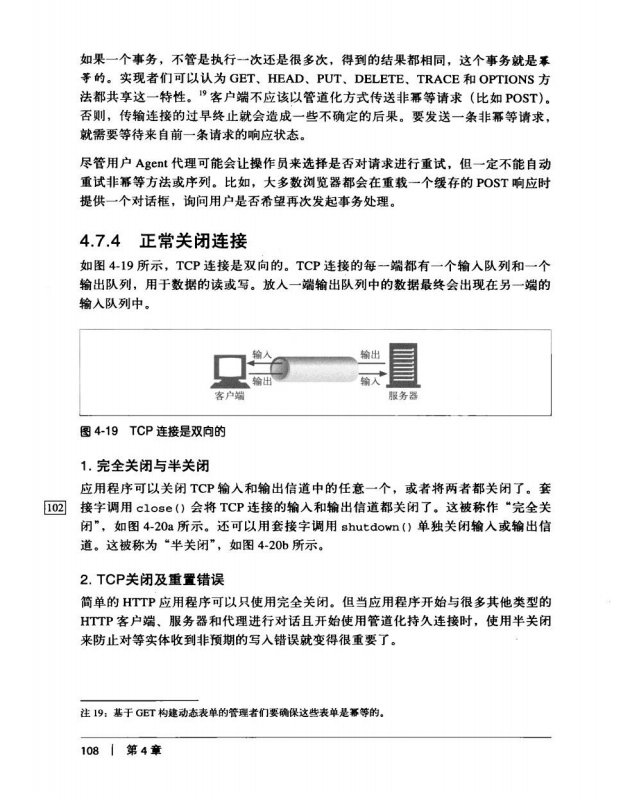 如果一个事务，不管是执行一次还是很多次，得到的结果都相同，这个事务就是幂
等的。实现者们可以认为 GET、HEAD、PUT、DELETE、TRACE 和 OPTIONS 方
法都共享这一特性。19 客户端不应该以管道化方式传送非幂等请求（比如 POST）。
否则，传输连接的过早终止就会造成一些不确定的后果。要发送一条非幂等请求，
就需要等待来自前一条请求的响应状态。
尽管用户 Agent 代理可能会让操作员来选择是否对请求进行重试，但一定不能自动
重试非幂等方法或序列。比如，大多数浏览器都会在重载一个缓存的 POST 响应时
提供一个对话框，询问用户是否希望再次发起事务处理。
4.7.4 正常关闭连接
如图 4-19 所示，TCP 连接是双向的。TCP 连接的每一端都有一个输入队列和一个
输出队列，用于数据的读或写。放入一端输出队列中的数据最终会出现在另一端的
输入队列中。
输入 输出
输出 输入
客户端 服务器
图 4-19 TCP 连接是双向的
1. 完全关闭与半关闭
应用程序可以关闭 TCP 输入和输出信道中的任意一个，或者将两者都关闭了。套
102 接字调用 close() 会将 TCP 连接的输入和输出信道都关闭了。这被称作“完全关
闭”，如图 4-20a 所示。还可以用套接字调用 shutdown() 单独关闭输入或输出信
道。这被称为“半关闭”，如图 4-20b 所示。
2. TCP关闭及重置错误
简单的 HTTP 应用程序可以只使用完全关闭。但当应用程序开始与很多其他类型的
HTTP 客户端、服务器和代理进行对话且开始使用管道化持久连接时，使用半关闭
来防止对等实体收到非预期的写入错误就变得很重要了。
注 19：基于 GET 构建动态表单的管理者们要确保这些表单是幂等的。
108 | 第 4 章